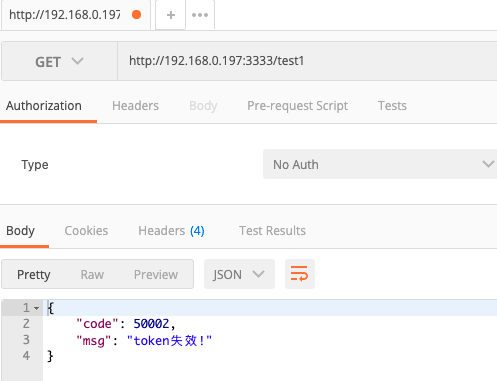 http://192.168.0.197
GET http://192.168.0.197:3333/test1
Authorization Headers Body Pre-request Script Tests
Type No Auth
Body Cookies Headers (4) Test Results
Pretty Raw Preview JSON
1 {
2 "code": 50002,
3 "msg": "token失效!"
4 }